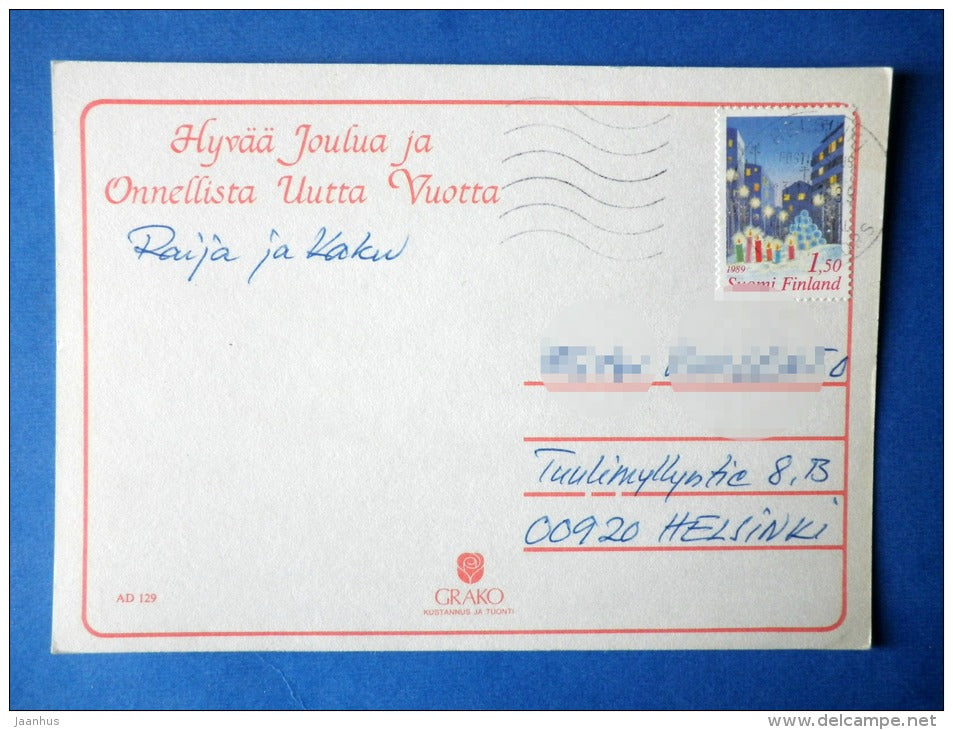 Hyvää Joulua ja
Onnellista Uutta Vuotta
Raija ja Kaku
1989 1,50
Suomi Finland
Tuulimyllyntie 8.B
00920 HELSINKI
GRAKO
KUSTANNUS JA TUONTI
AD 129
Jaanhus
www.delcampe.net